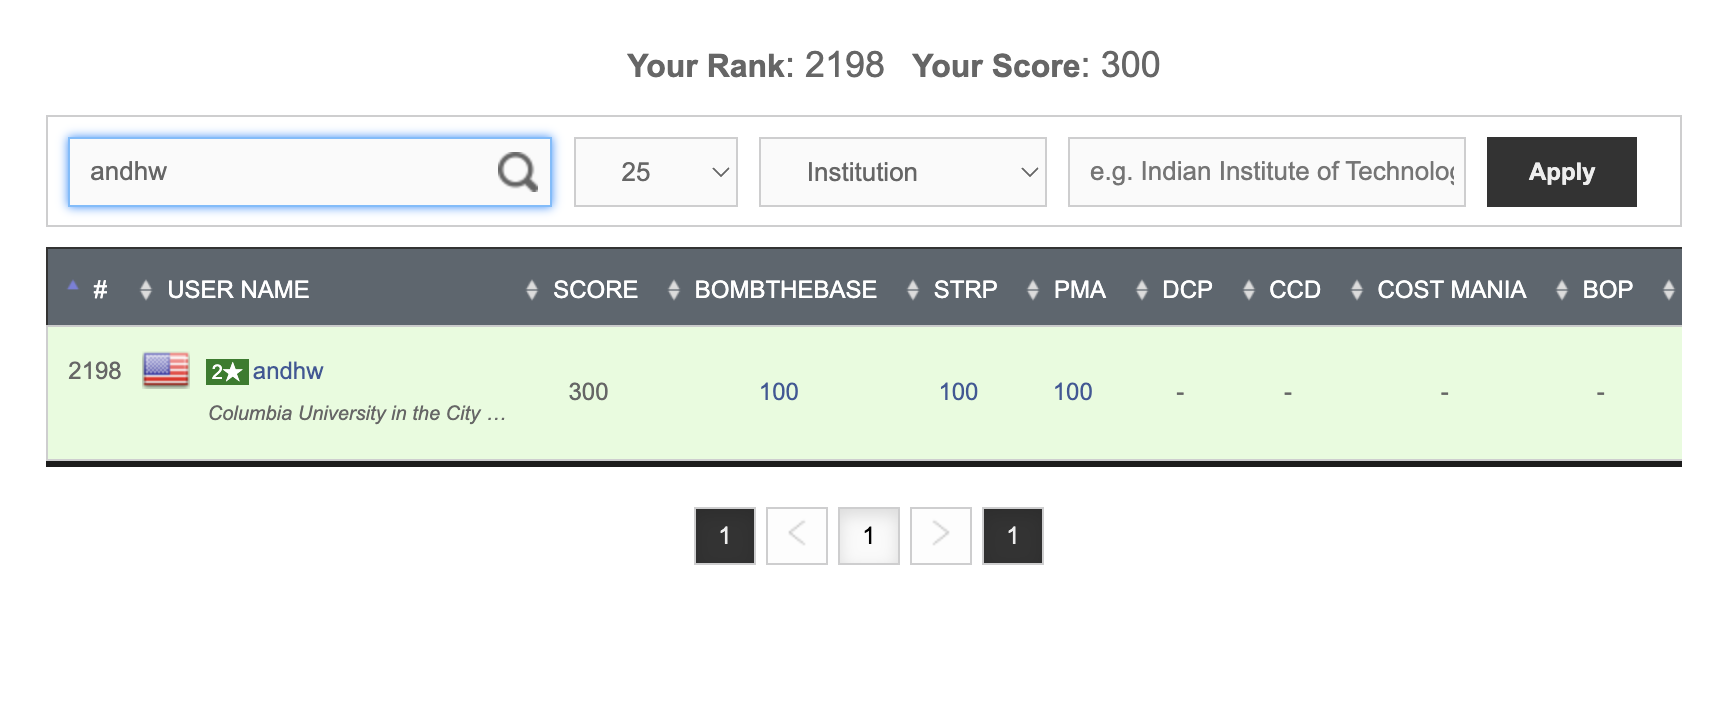 Your Rank: 2198 Your Score: 300
andhw 25 Institution e.g. Indian Institute of Technolog Apply
# USER NAME SCORE BOMBTHEBASE STRP PMA DCP CCD COST MANIA BOP
2198 2★ andhw 300 100 100 100 - - - -
Columbia University in the City ...
1 < 1 > 1